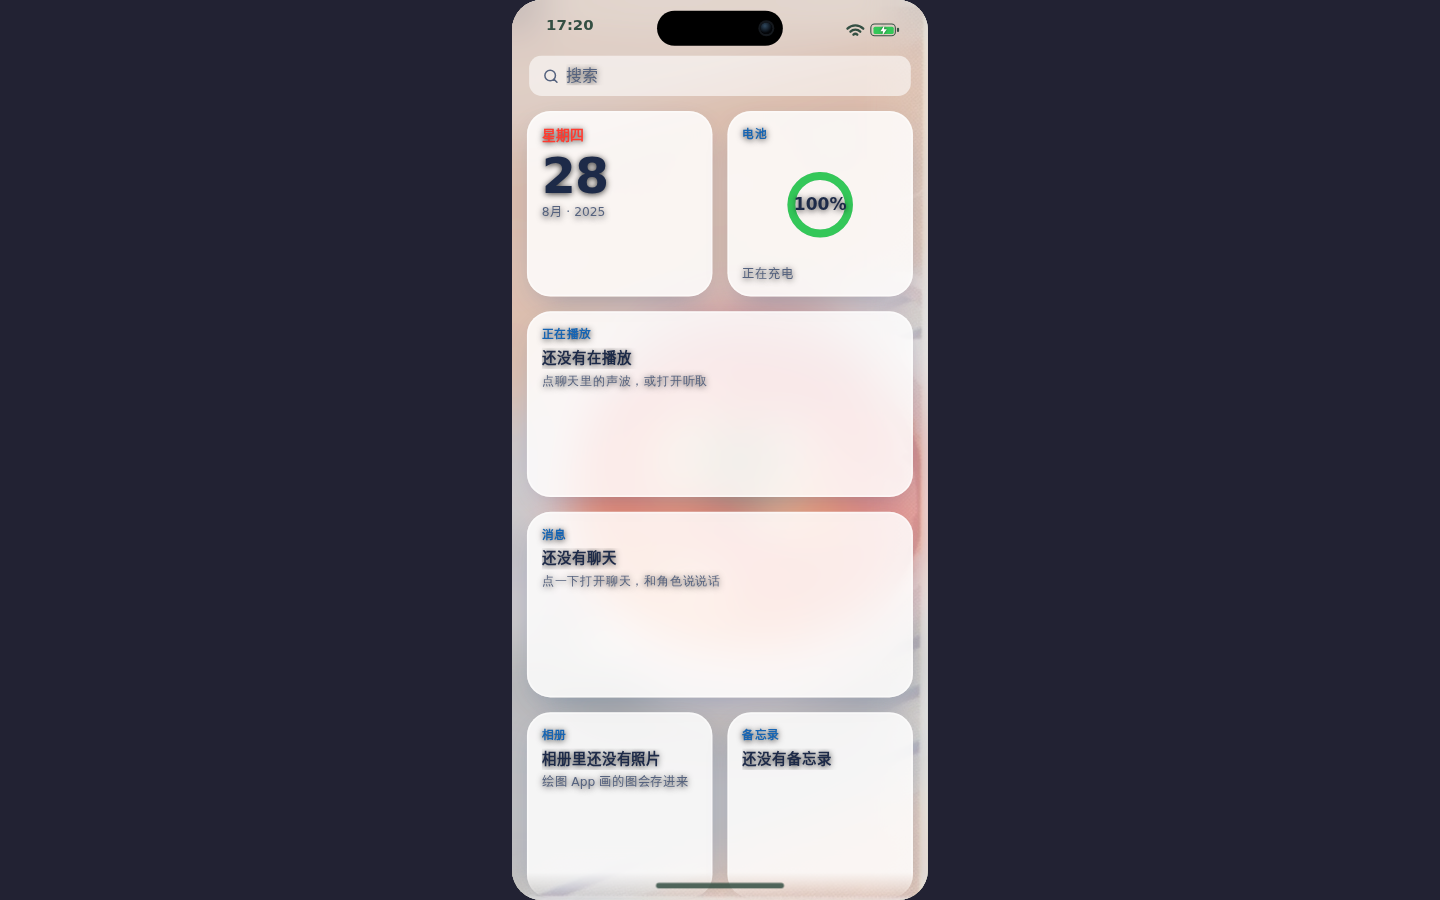 17:20
搜索
星期四
28
8月 · 2025
电池
100%
正在充电
正在播放
还没有在播放
点聊天里的声波，或打开听取
消息
还没有聊天
点一下打开聊天，和角色说说话
相册
相册里还没有照片
绘图 App 画的图会存进来
备忘录
还没有备忘录